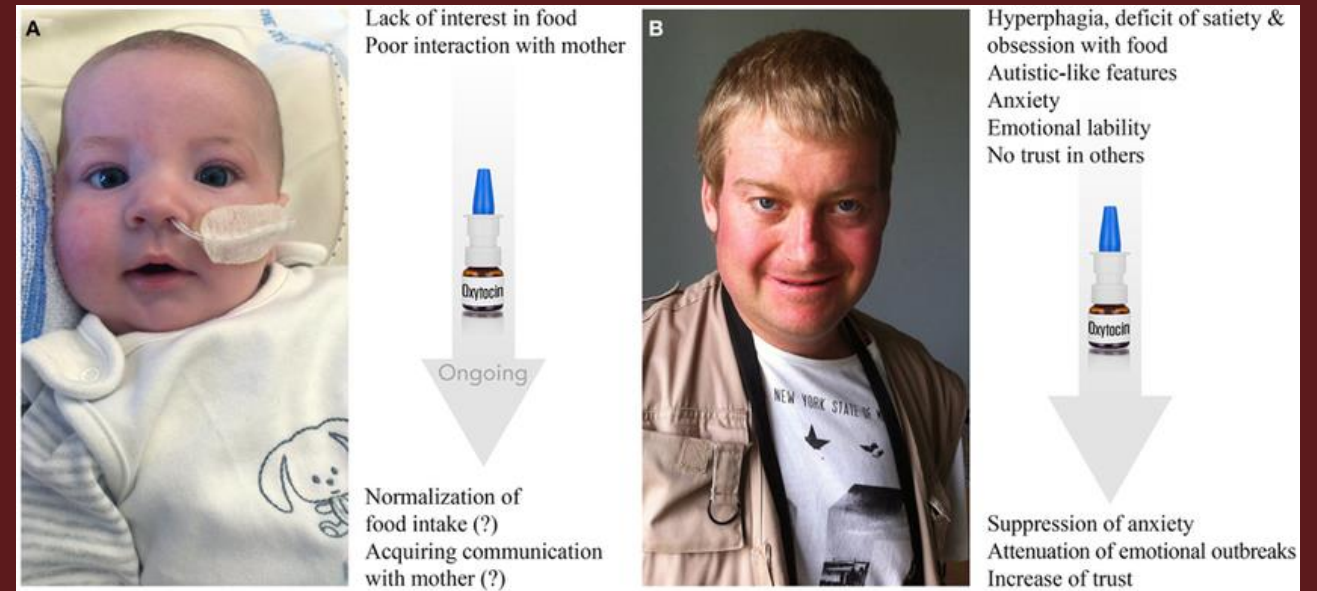 A
Lack of interest in food
Poor interaction with mother
Oxytocin
Ongoing
Normalization of
food intake (?)
Acquiring communication
with mother (?)
B
NEW YORK STATE OF
Hyperphagia, deficit of satiety &
obsession with food
Autistic-like features
Anxiety
Emotional lability
No trust in others
Oxytocin
Suppression of anxiety
Attenuation of emotional outbreaks
Increase of trust